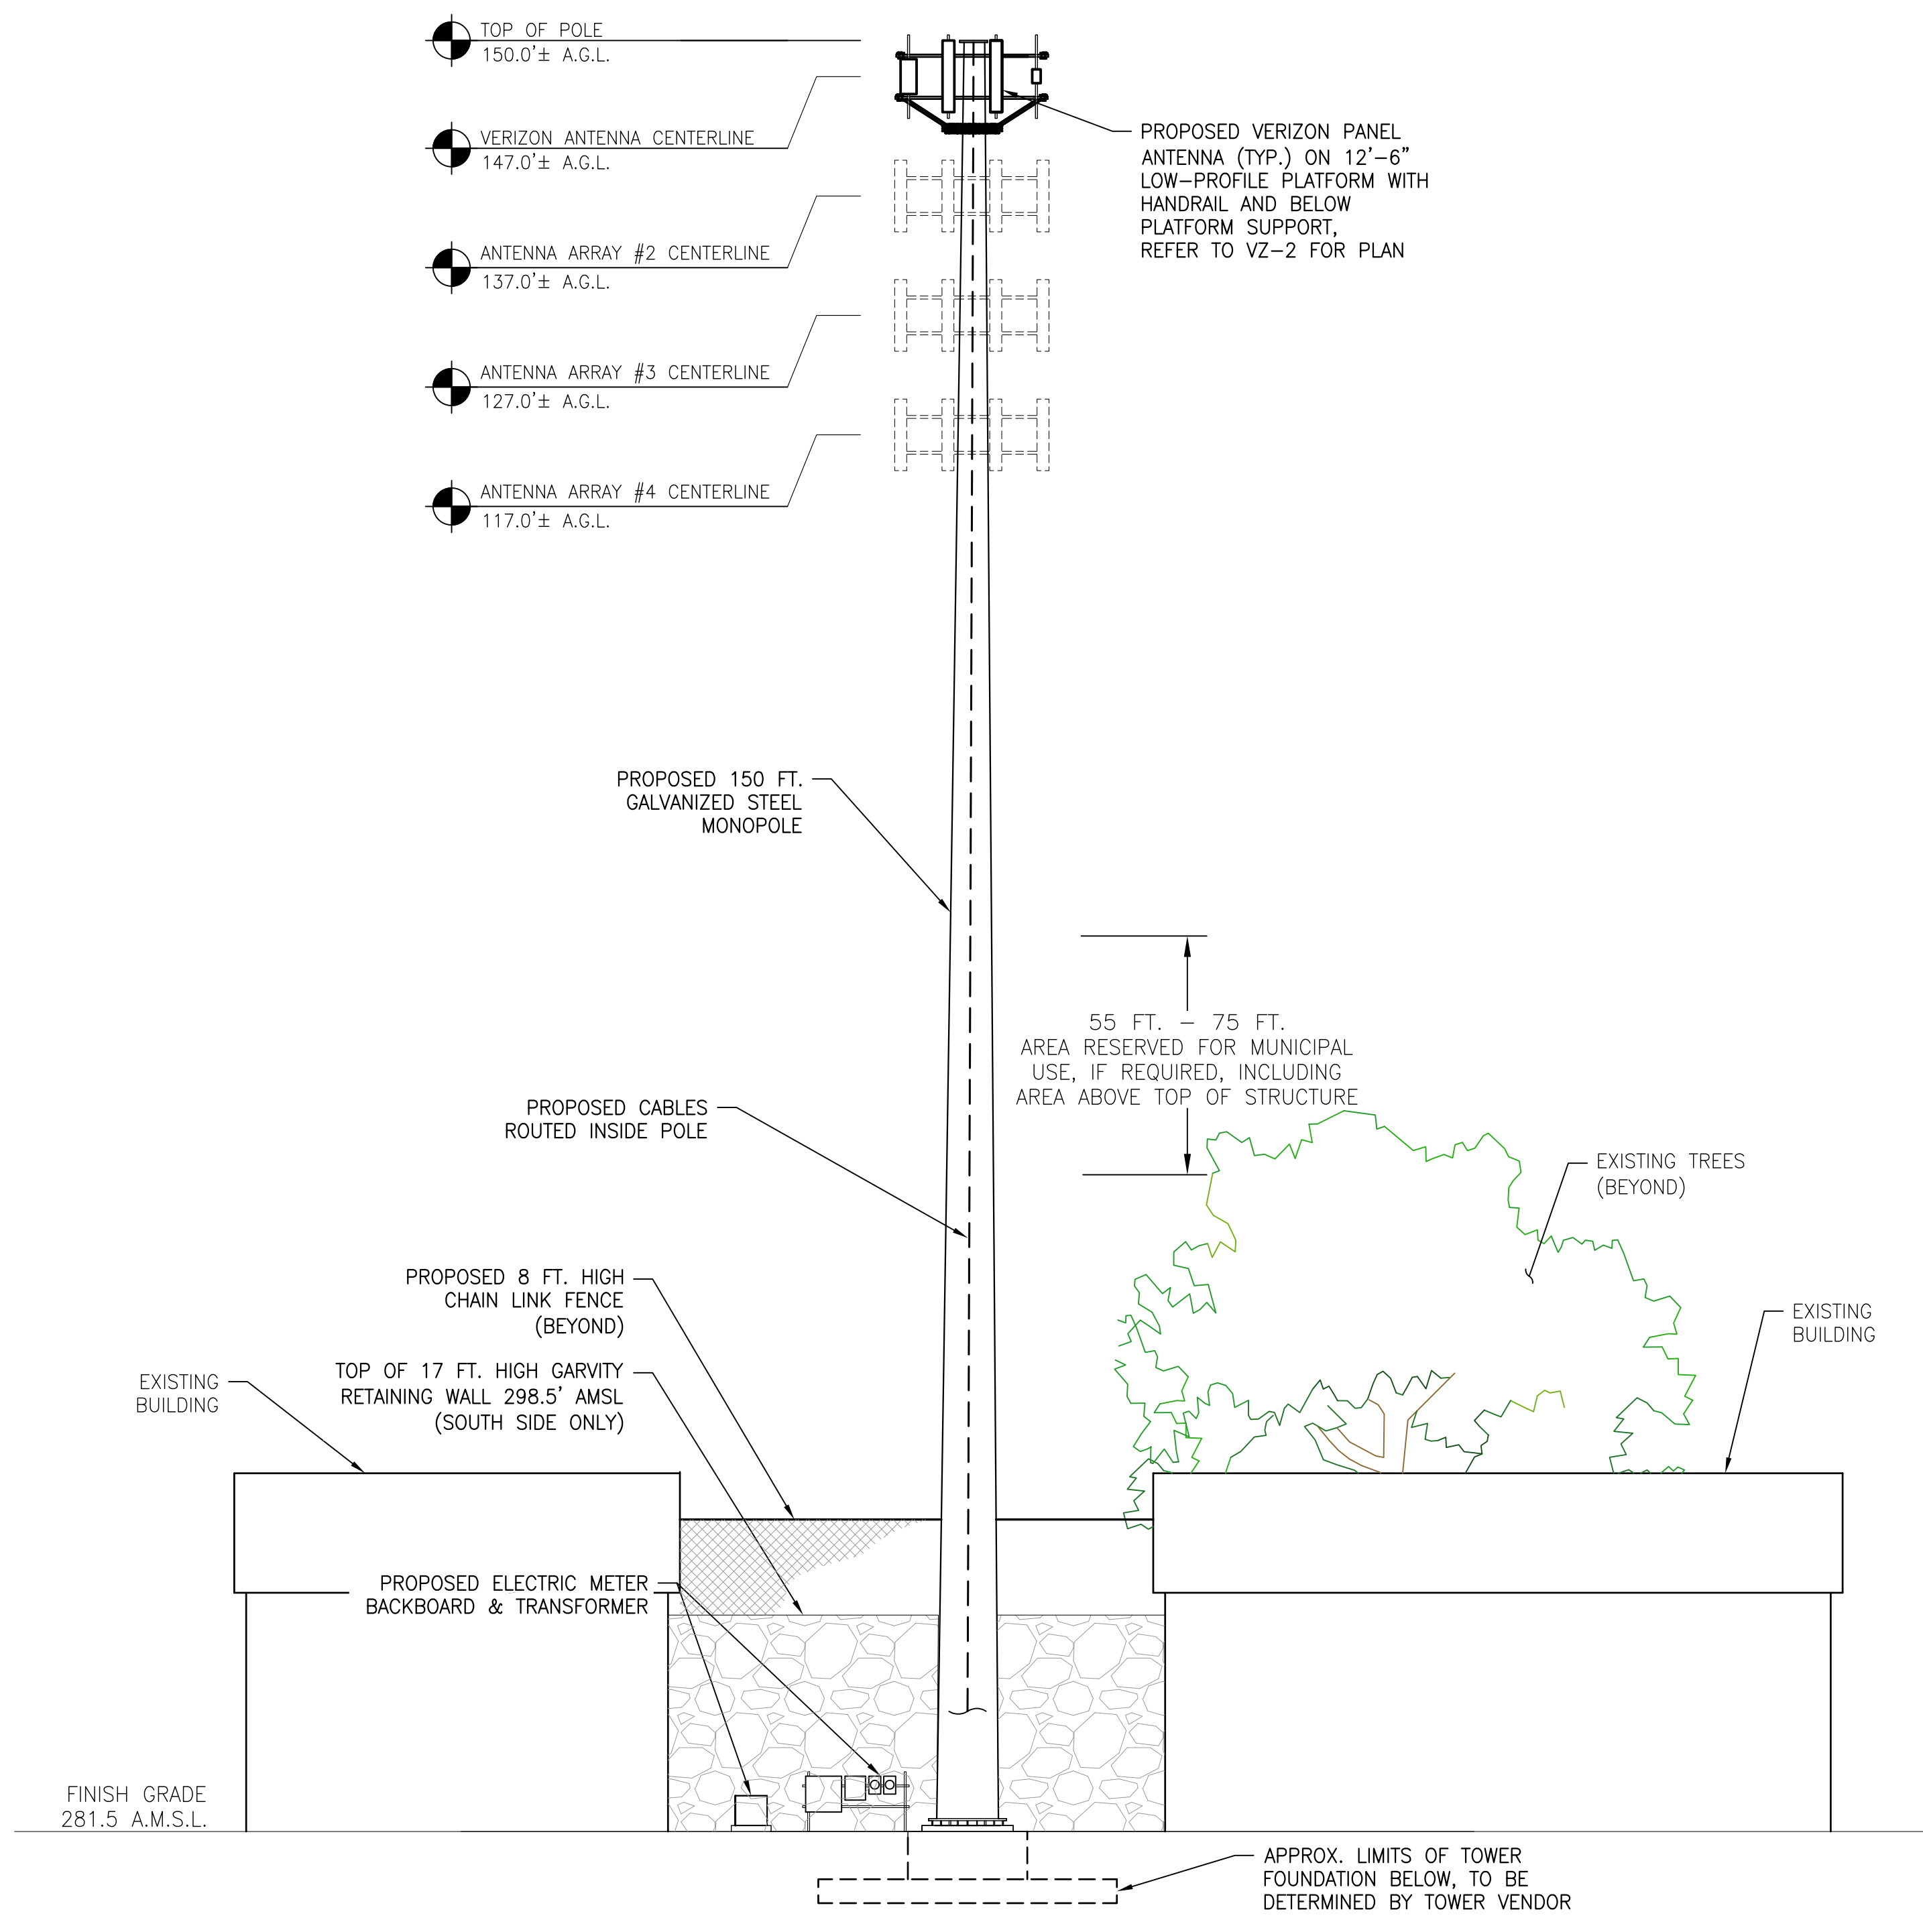 TOP OF POLE
150.0'± A.G.L.
VERIZON ANTENNA CENTERLINE
147.0'± A.G.L.
PROPOSED VERIZON PANEL
ANTENNA (TYP.) ON 12'-6"
LOW-PROFILE PLATFORM WITH
HANDRAIL AND BELOW
PLATFORM SUPPORT,
REFER TO VZ-2 FOR PLAN
ANTENNA ARRAY #2 CENTERLINE
137.0'± A.G.L.
ANTENNA ARRAY #3 CENTERLINE
127.0'± A.G.L.
ANTENNA ARRAY #4 CENTERLINE
117.0'± A.G.L.
PROPOSED 150 FT.
GALVANIZED STEEL
MONOPOLE
55 FT. - 75 FT.
AREA RESERVED FOR MUNICIPAL
USE, IF REQUIRED, INCLUDING
AREA ABOVE TOP OF STRUCTURE
PROPOSED CABLES
ROUTED INSIDE POLE
EXISTING TREES
(BEYOND)
PROPOSED 8 FT. HIGH
CHAIN LINK FENCE
(BEYOND)
EXISTING
BUILDING
TOP OF 17 FT. HIGH GARVITY
RETAINING WALL 298.5' AMSL
(SOUTH SIDE ONLY)
EXISTING
BUILDING
PROPOSED ELECTRIC METER
BACKBOARD & TRANSFORMER
FINISH GRADE
281.5 A.M.S.L.
APPROX. LIMITS OF TOWER
FOUNDATION BELOW, TO BE
DETERMINED BY TOWER VENDOR